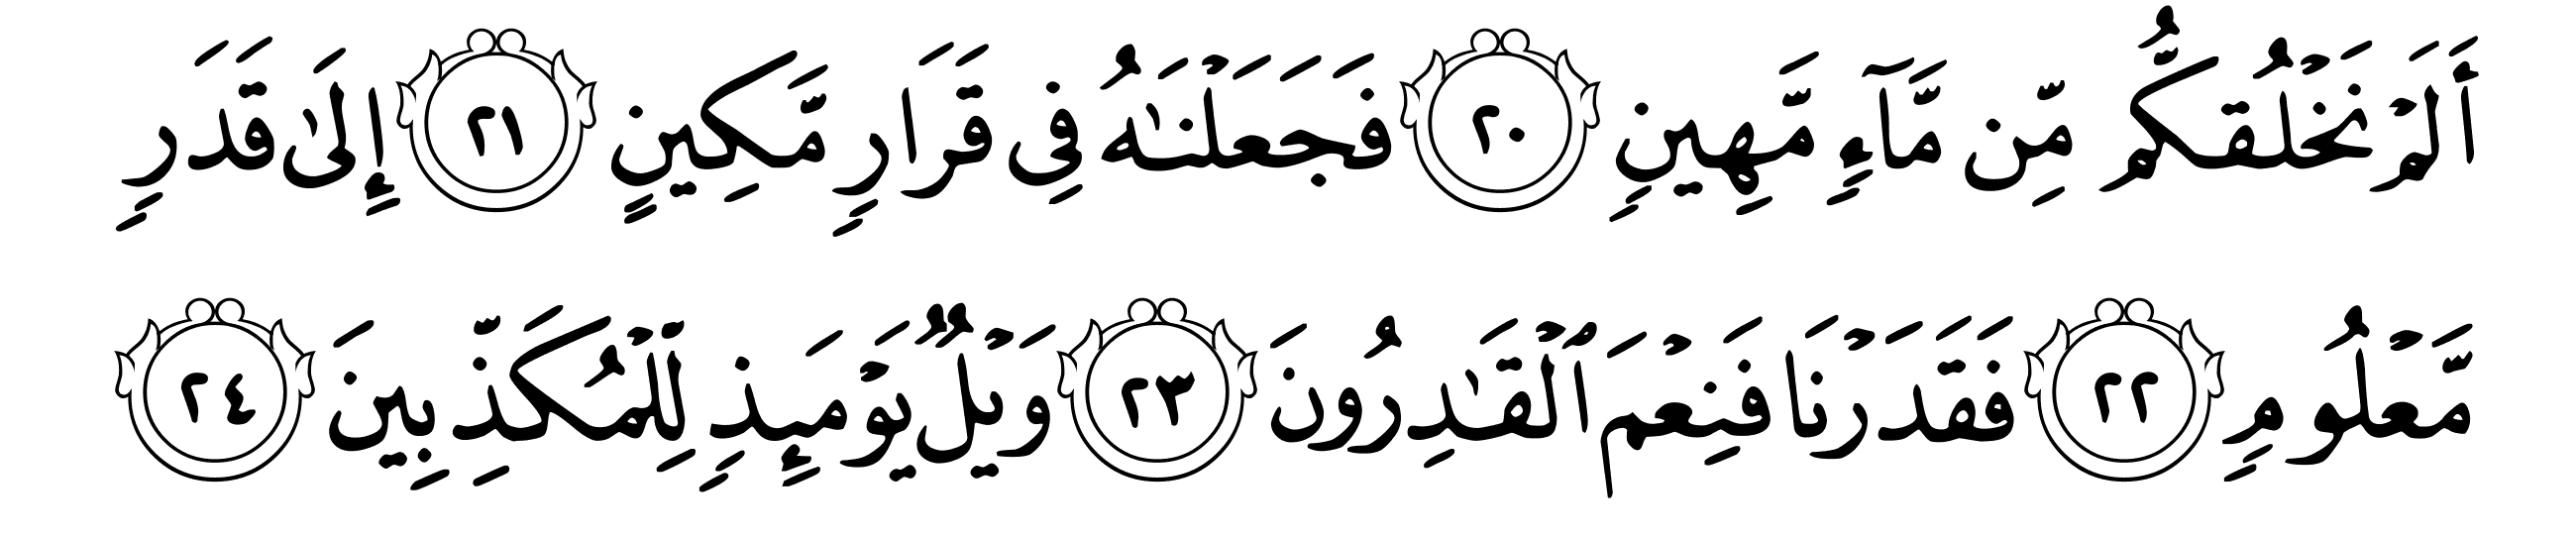 أَلَمْ نَخْلُقكُّم مِّن مَّآءٍ مَّهِينٍ ٢٠ فَجَعَلْنَٰهُ فِى قَرَارٍ مَّكِينٍ ٢١ إِلَىٰ قَدَرٍ
مَّعْلُومٍ ٢٢ فَقَدَرْنَا فَنِعْمَ ٱلْقَٰدِرُونَ ٢٣ وَيْلٌ يَوْمَئِذٍ لِّلْمُكَذِّبِينَ ٢٤